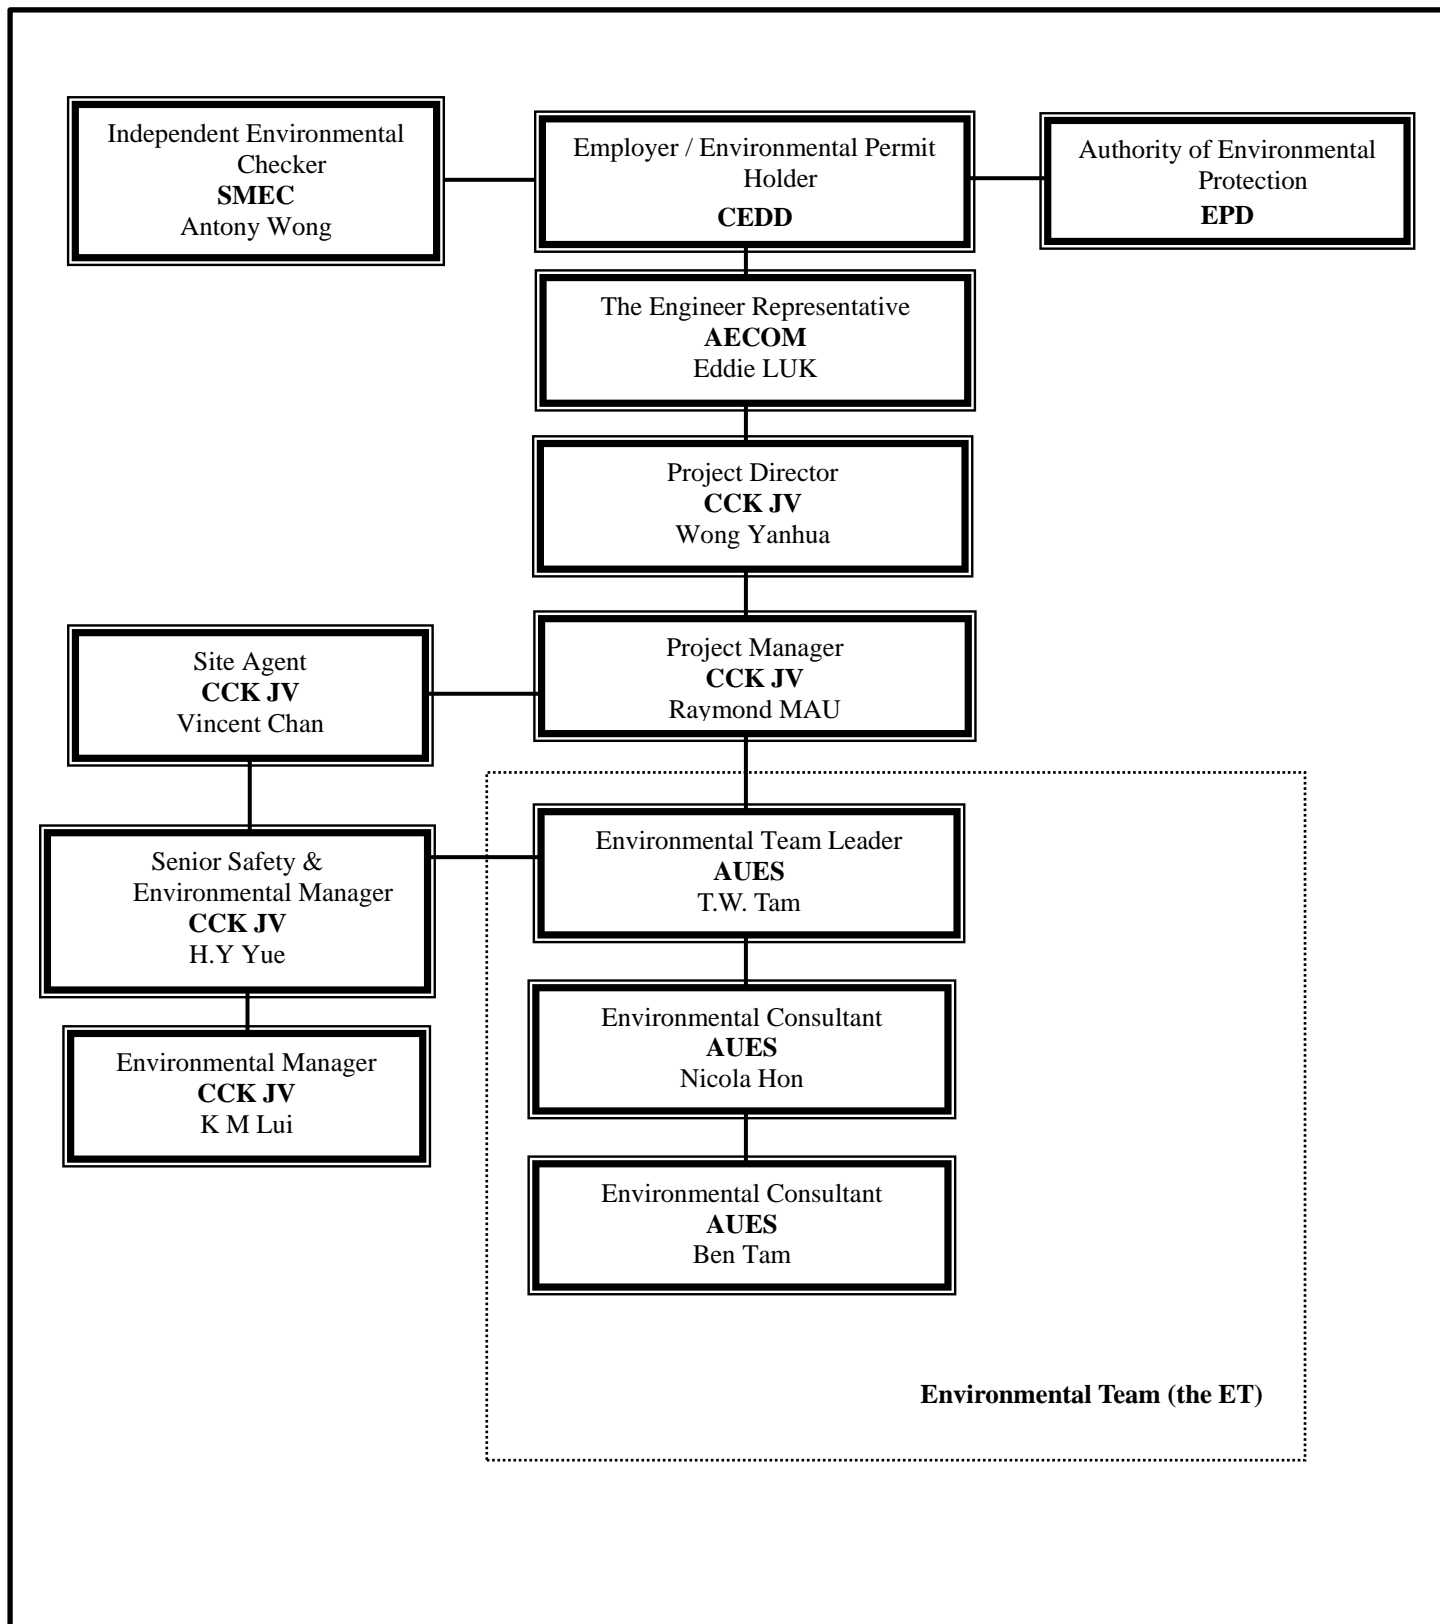 Independent Environmental
Checker
SMEC
Antony Wong
Employer / Environmental Permit
Holder
CEDD
Authority of Environmental
Protection
EPD
The Engineer Representative
AECOM
Eddie LUK
Project Director
CCK JV
Wong Yanhua
Project Manager
CCK JV
Raymond MAU
Site Agent
CCK JV
Vincent Chan
Senior Safety &
Environmental Manager
CCK JV
H.Y Yue
Environmental Team Leader
AUES
T.W. Tam
Environmental Manager
CCK JV
K M Lui
Environmental Consultant
AUES
Nicola Hon
Environmental Consultant
AUES
Ben Tam
Environmental Team (the ET)